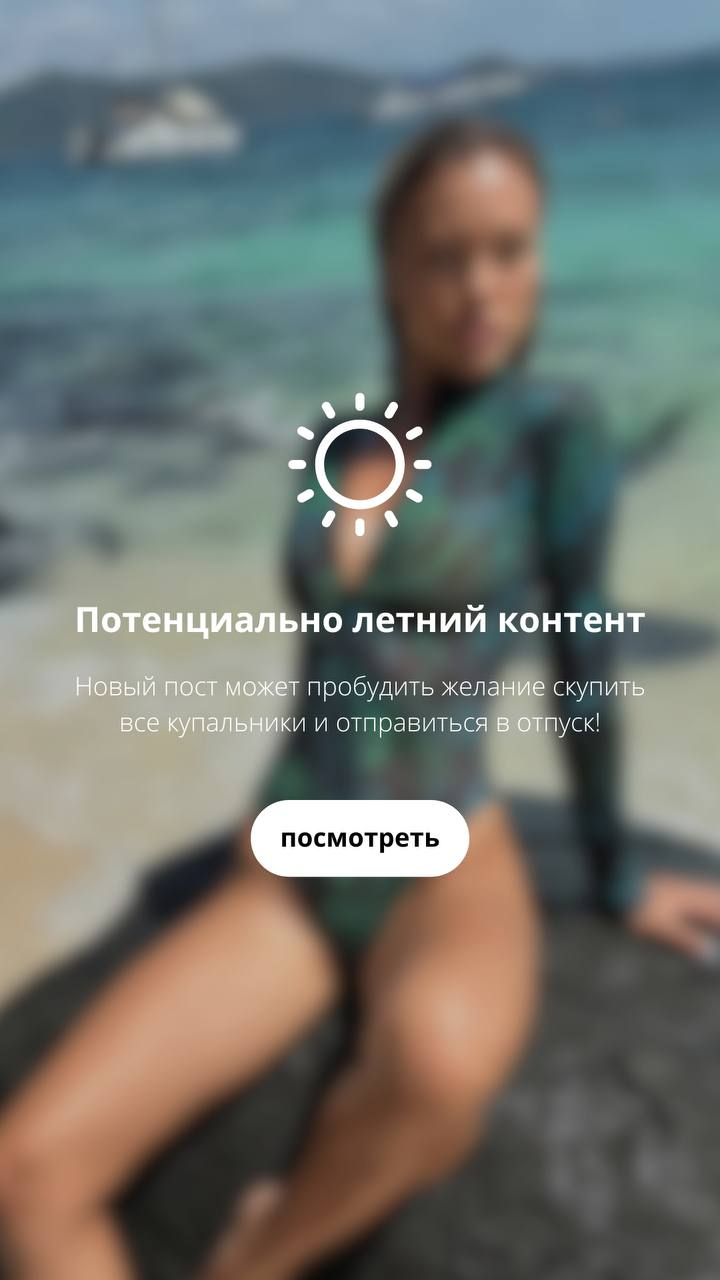 Потенциально летний контент
Новый пост может пробудить желание скупить
все купальники и отправиться в отпуск!
посмотреть